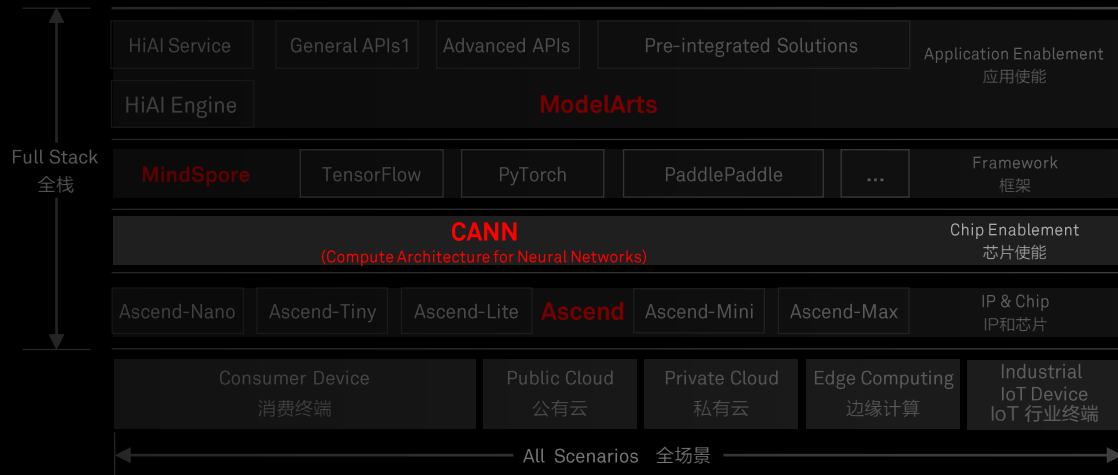 HiAI Service
General APIs1
Advanced APIs
Pre-integrated Solutions
Application Enablement
应用使能
HiAI Engine
ModelArts
Full Stack
全栈
MindSpore
TensorFlow
PyTorch
PaddlePaddle
...
Framework
框架
CANN
(Compute Architecture for Neural Networks)
Chip Enablement
芯片使能
Ascend-Nano
Ascend-Tiny
Ascend-Lite
Ascend
Ascend-Mini
Ascend-Max
IP & Chip
IP和芯片
Consumer Device
消费终端
Public Cloud
公有云
Private Cloud
私有云
Edge Computing
边缘计算
Industrial
IoT Device
IoT 行业终端
All Scenarios 全场景